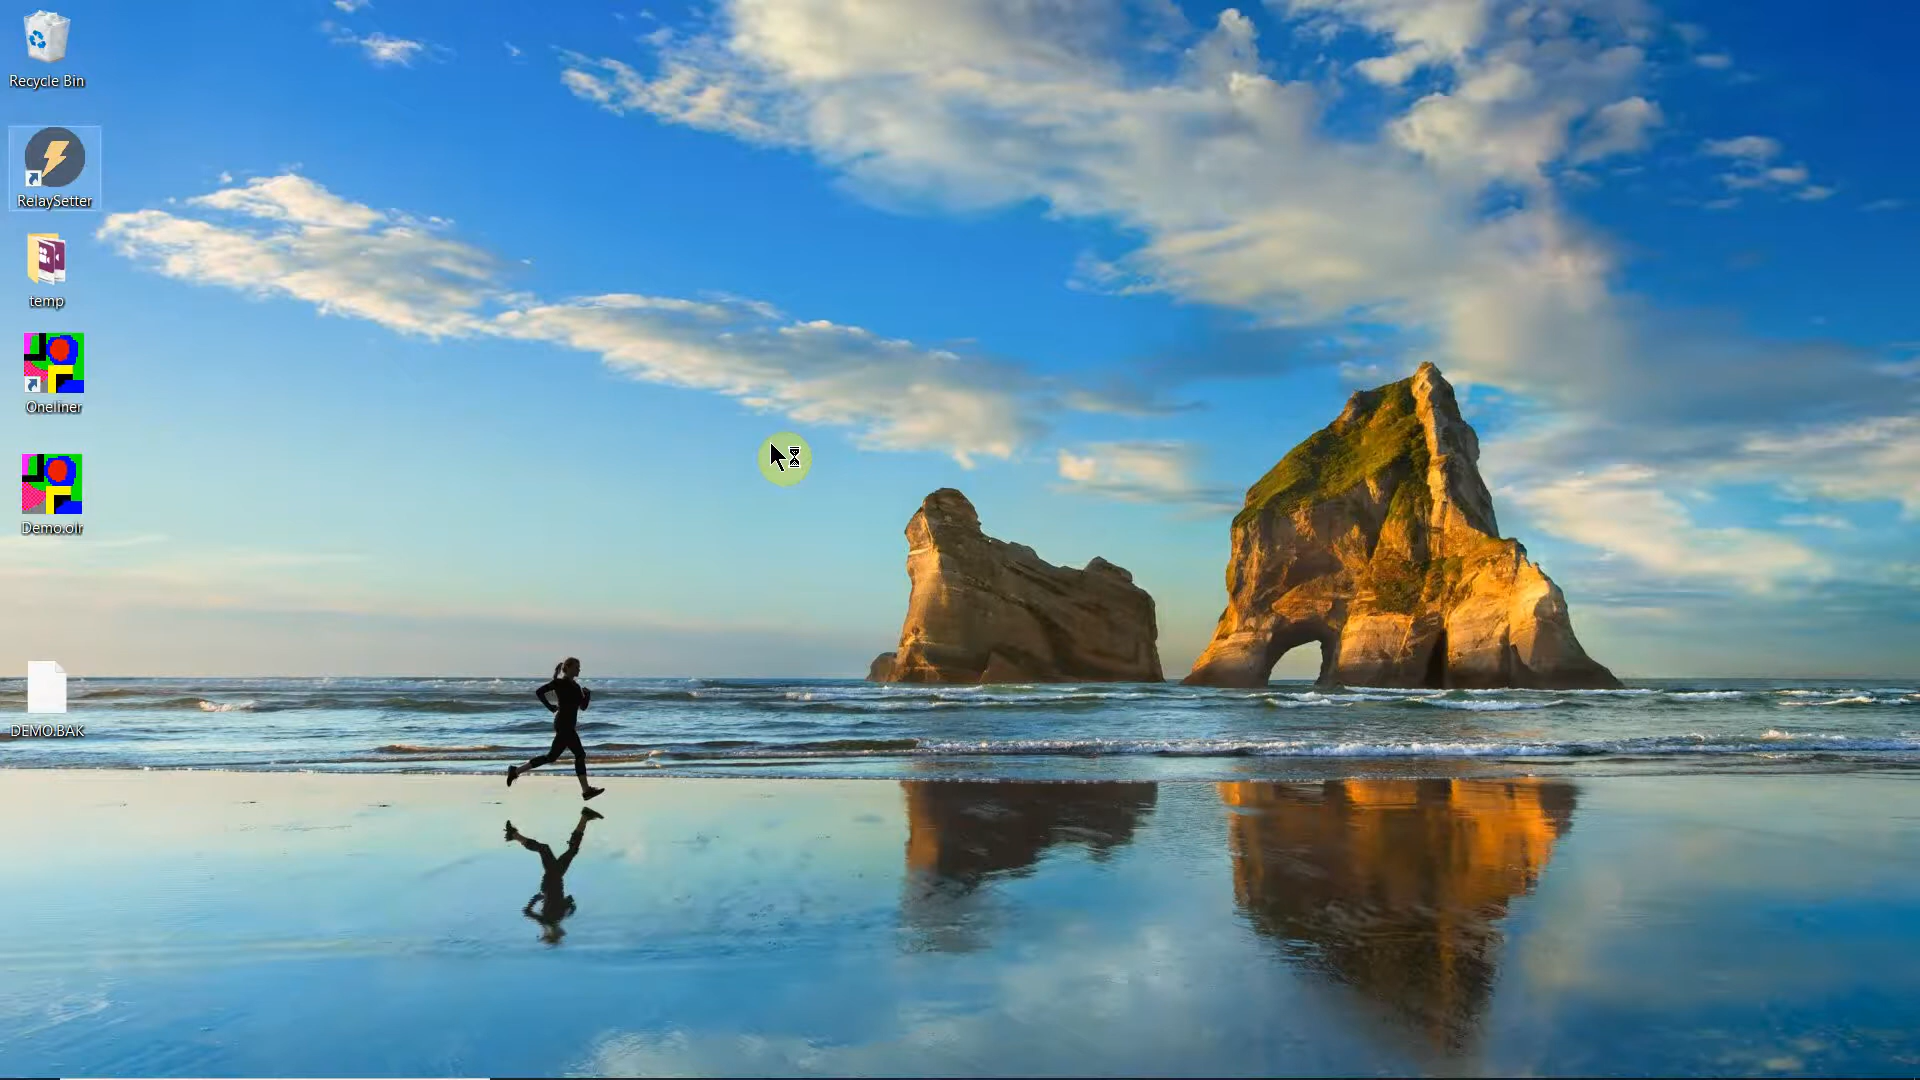 Recycle Bin
RelaySetter
temp
Oneliner
Demo.olr
DEMO.BAK